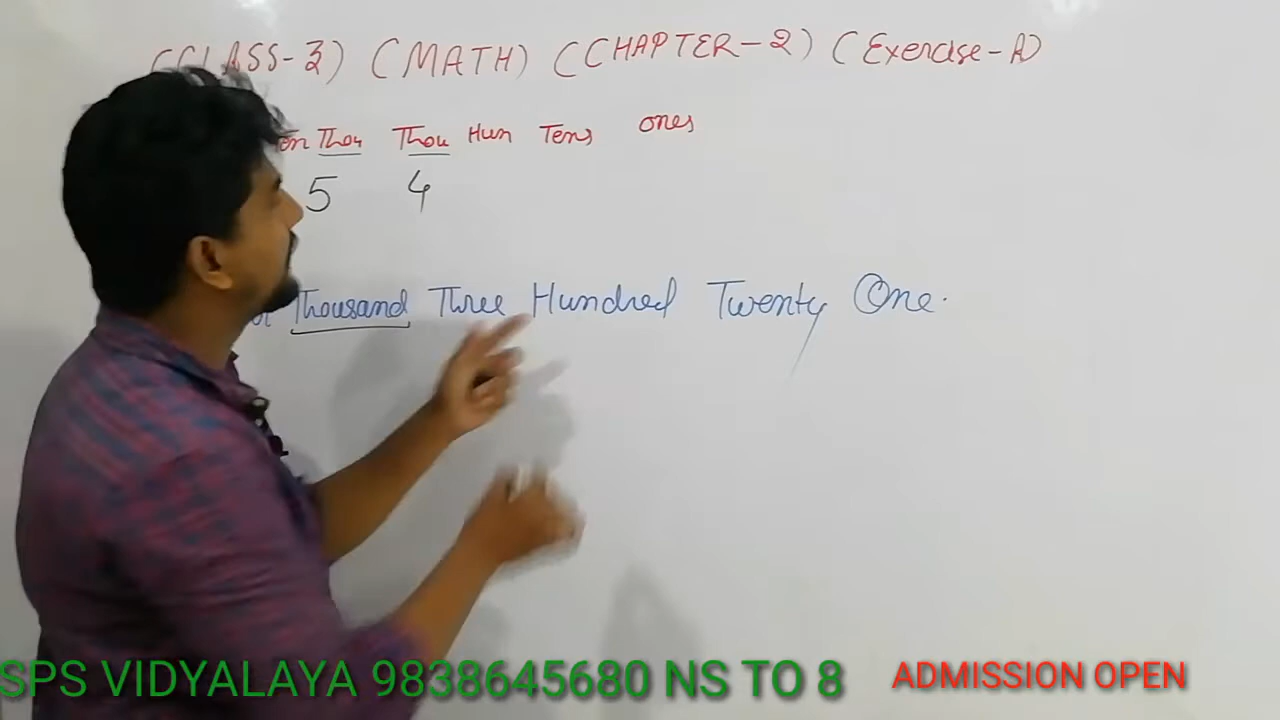 (CLASS-3) (MATH) (CHAPTER-2) (Exercise-A)
Thou Thou Hun Tens ones
5 4
Thousand Three Hundred Twenty One.
SPS VIDYALAYA 9838645680 NS TO 8 ADMISSION OPEN